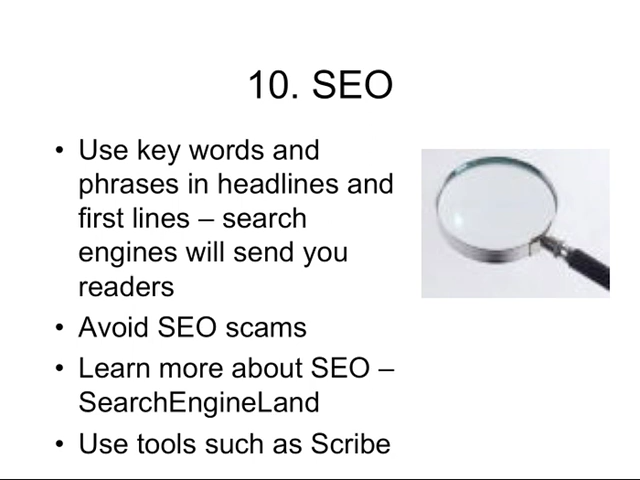 10. SEO
• Use key words and
phrases in headlines and
first lines – search
engines will send you
readers
• Avoid SEO scams
• Learn more about SEO –
SearchEngineLand
• Use tools such as Scribe